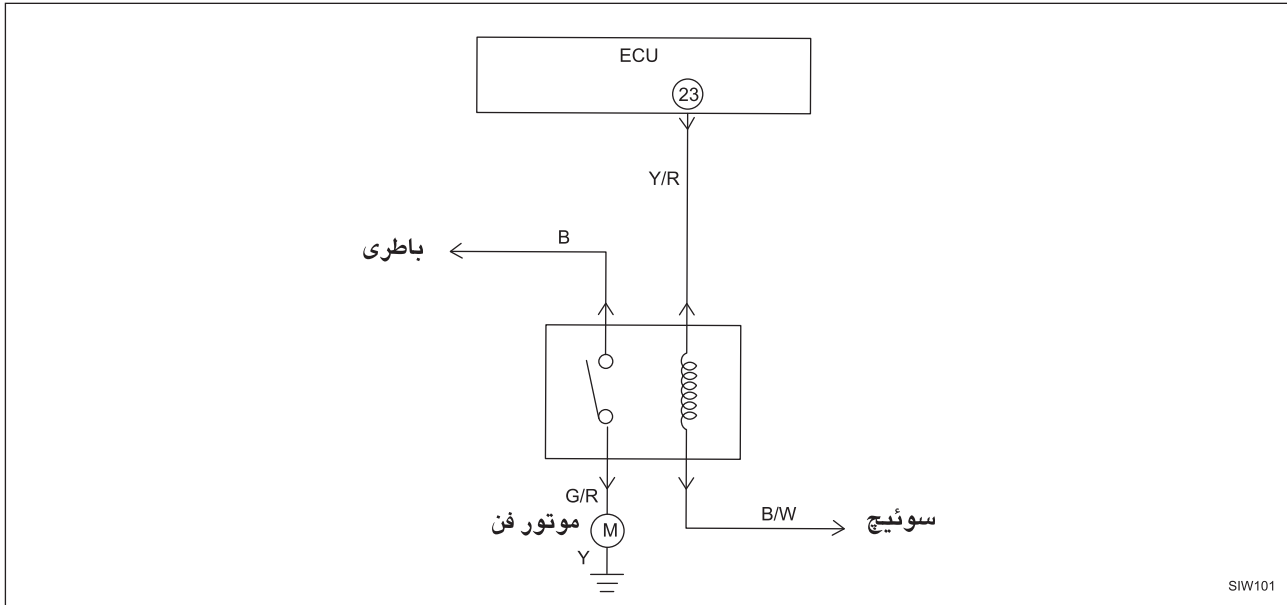 ECU
23
Y/R
B
باطری
G/R
B/W
سوئیچ
موتور فن
M
Y
SIW101